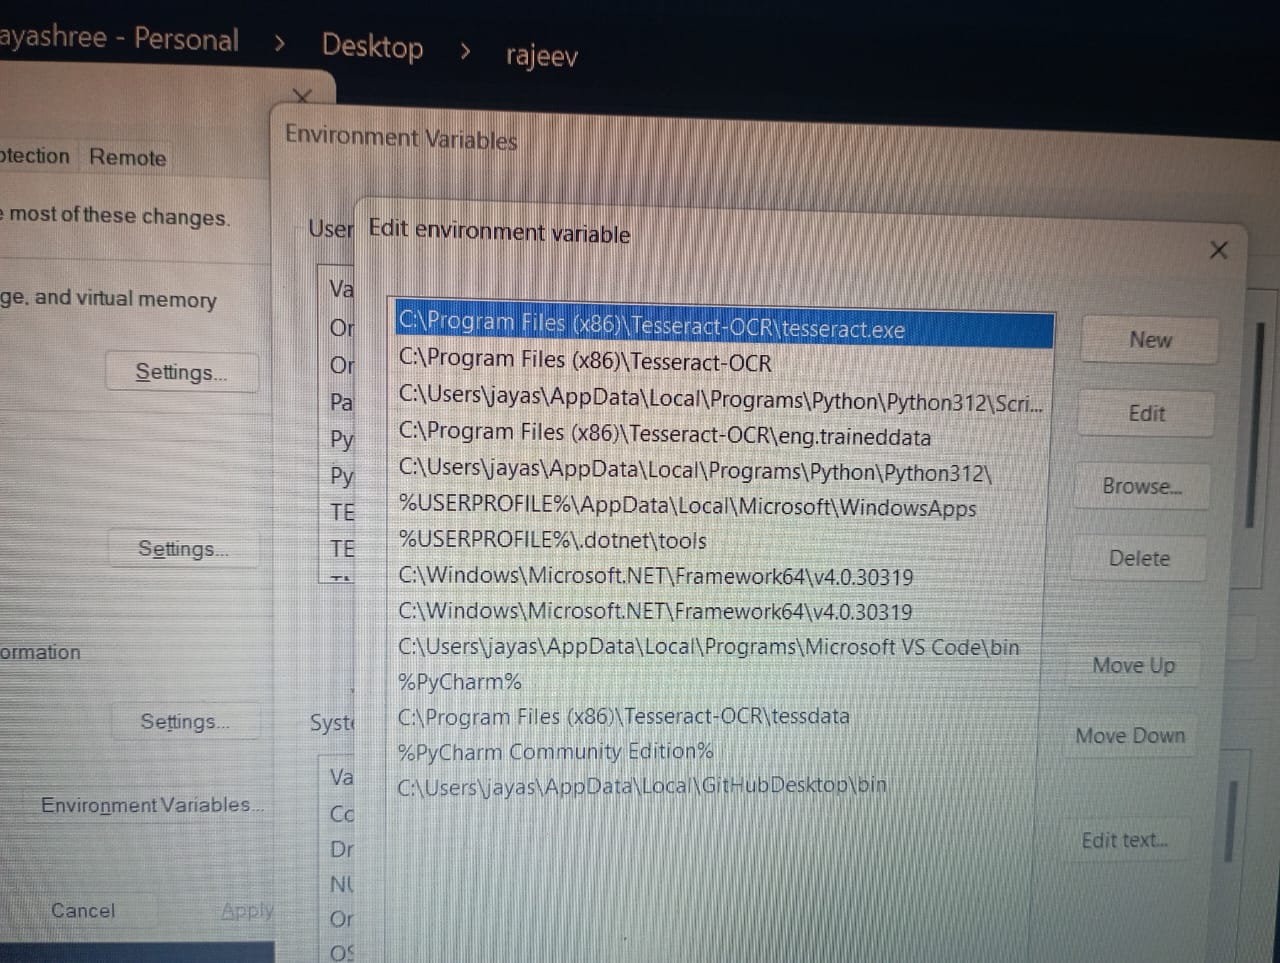 ayashree - Personal > Desktop > rajeev
Environment Variables
otection
Remote
most of these changes.
User
Edit environment variable
ge, and virtual memory
Settings...
Va
Or
Or
Pa
Py
Py
TE
TE
C:\Program Files (x86)\Tesseract-OCR\tesseract.exe
C:\Program Files (x86)\Tesseract-OCR
C:\Users\jayas\AppData\Local\Programs\Python\Python312\Scri...
C:\Program Files (x86)\Tesseract-OCR\eng.traineddata
C:\Users\jayas\AppData\Local\Programs\Python\Python312\
%USERPROFILE%\AppData\Local\Microsoft\WindowsApps
%USERPROFILE%\.dotnet\tools
C:\Windows\Microsoft.NET\Framework64\v4.0.30319
C:\Windows\Microsoft.NET\Framework64\v4.0.30319
C:\Users\jayas\AppData\Local\Programs\Microsoft VS Code\bin
%PyCharm%
C:\Program Files (x86)\Tesseract-OCR\tessdata
%PyCharm Community Edition%
C:\Users\jayas\AppData\Local\GitHubDesktop\bin
New
Edit
Browse...
Delete
Move Up
Move Down
Edit text...
Settings...
ormation
Settings...
Syste
Va
Co
Dr
NU
Or
OS
Environment Variables...
Cancel
Apply